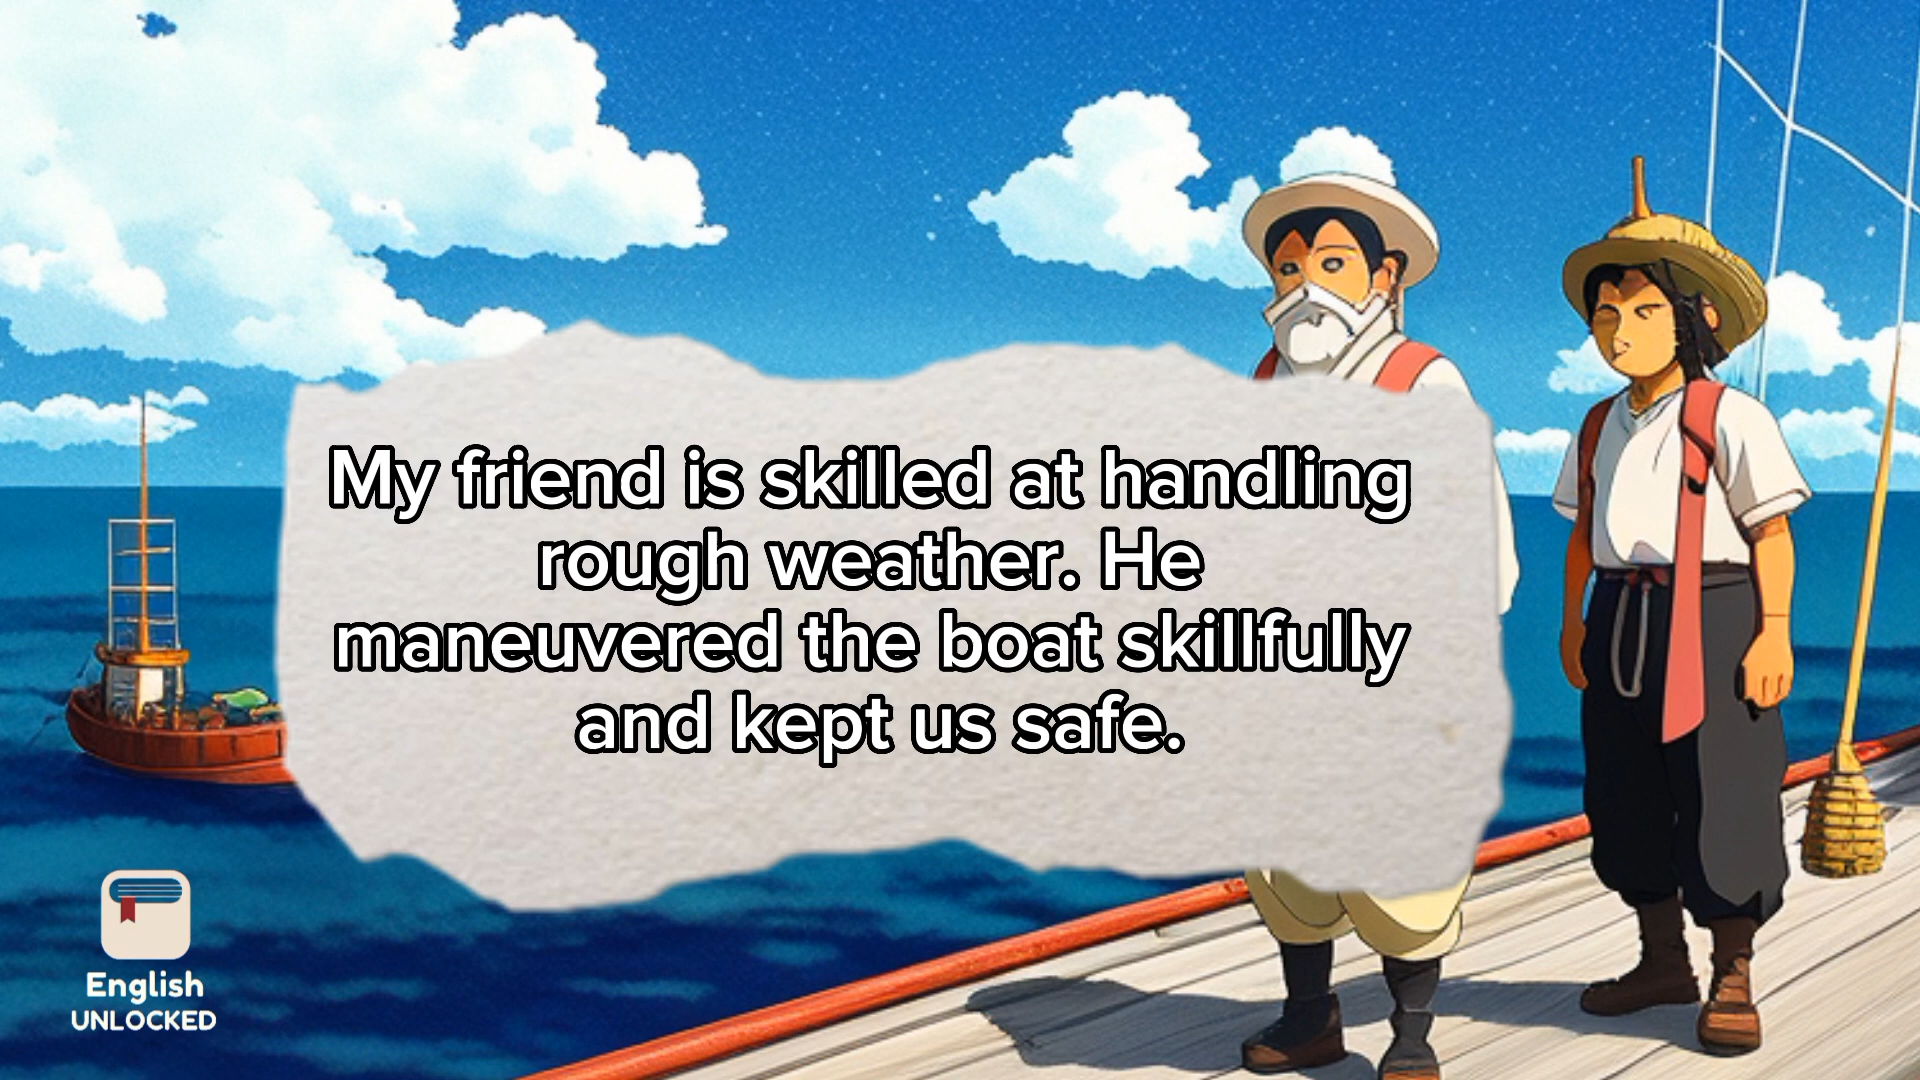 My friend is skilled at handling
rough weather. He
maneuvered the boat skillfully
and kept us safe.
English
UNLOCKED